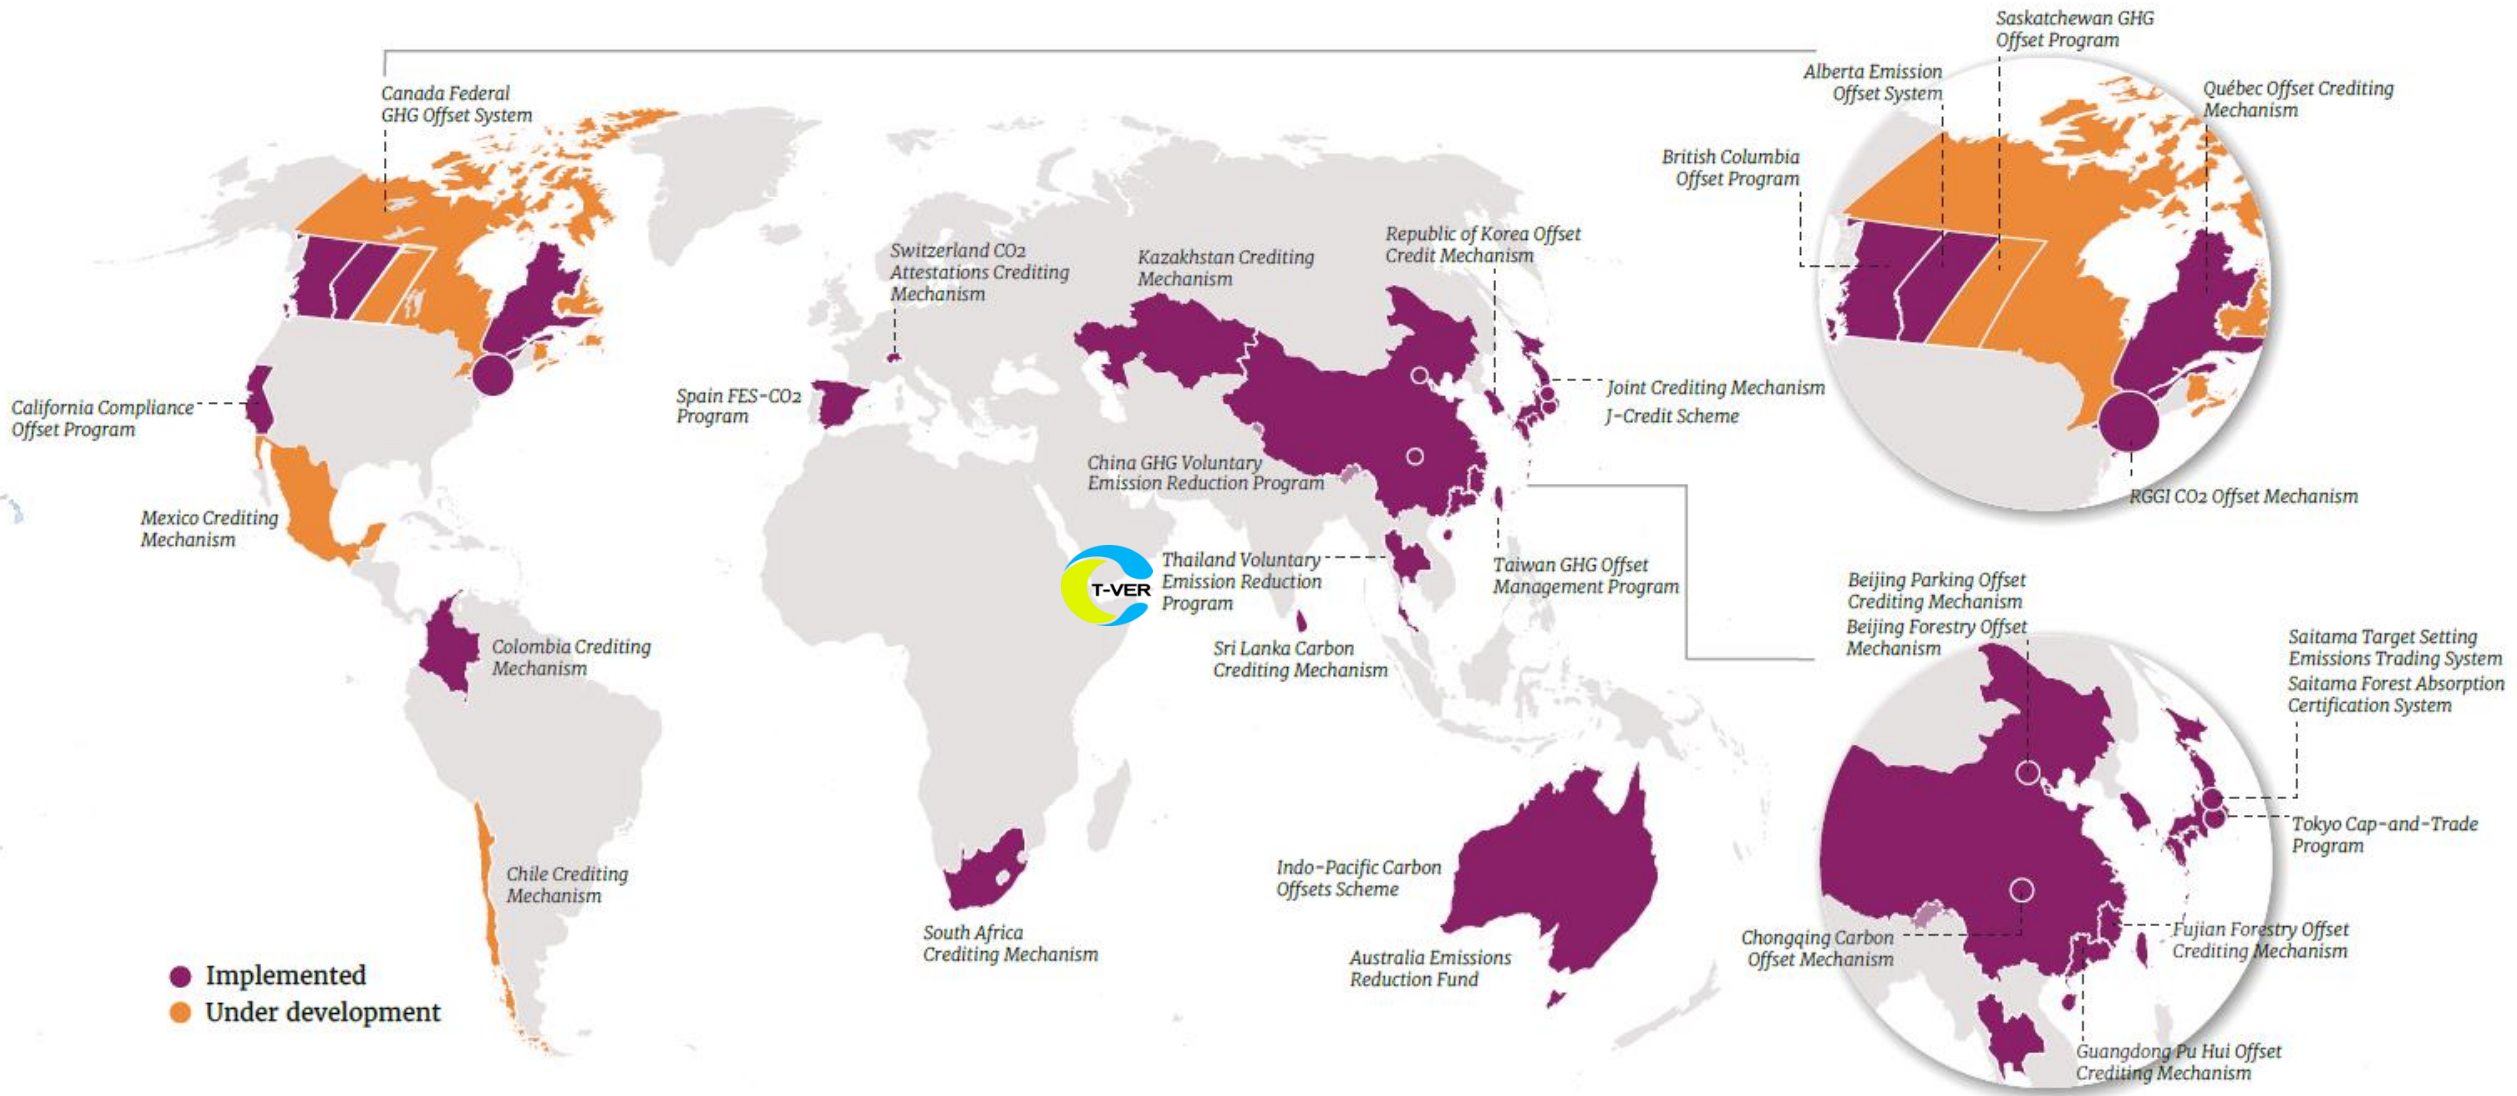 Canada Federal
GHG Offset System
California Compliance
Offset Program
Mexico Crediting
Mechanism
Colombia Crediting
Mechanism
Chile Crediting
Mechanism
Implemented
Under development
Switzerland CO2
Attestations Crediting
Mechanism
Spain FES-CO2
Program
Kazakhstan Crediting
Mechanism
Republic of Korea Offset
Credit Mechanism
Joint Crediting Mechanism
J-Credit Scheme
China GHG Voluntary
Emission Reduction Program
T-VER
Thailand Voluntary
Emission Reduction
Program
Taiwan GHG Offset
Management Program
Sri Lanka Carbon
Crediting Mechanism
South Africa
Crediting Mechanism
Indo-Pacific Carbon
Offsets Scheme
Australia Emissions
Reduction Fund
Saskatchewan GHG
Offset Program
Alberta Emission
Offset System
Québec Offset Crediting
Mechanism
British Columbia
Offset Program
RGGI CO2 Offset Mechanism
Beijing Parking Offset
Crediting Mechanism
Beijing Forestry Offset
Mechanism
Saitama Target Setting
Emissions Trading System
Saitama Forest Absorption
Certification System
Tokyo Cap-and-Trade
Program
Chongqing Carbon
Offset Mechanism
Fujian Forestry Offset
Crediting Mechanism
Guangdong Pu Hui Offset
Crediting Mechanism